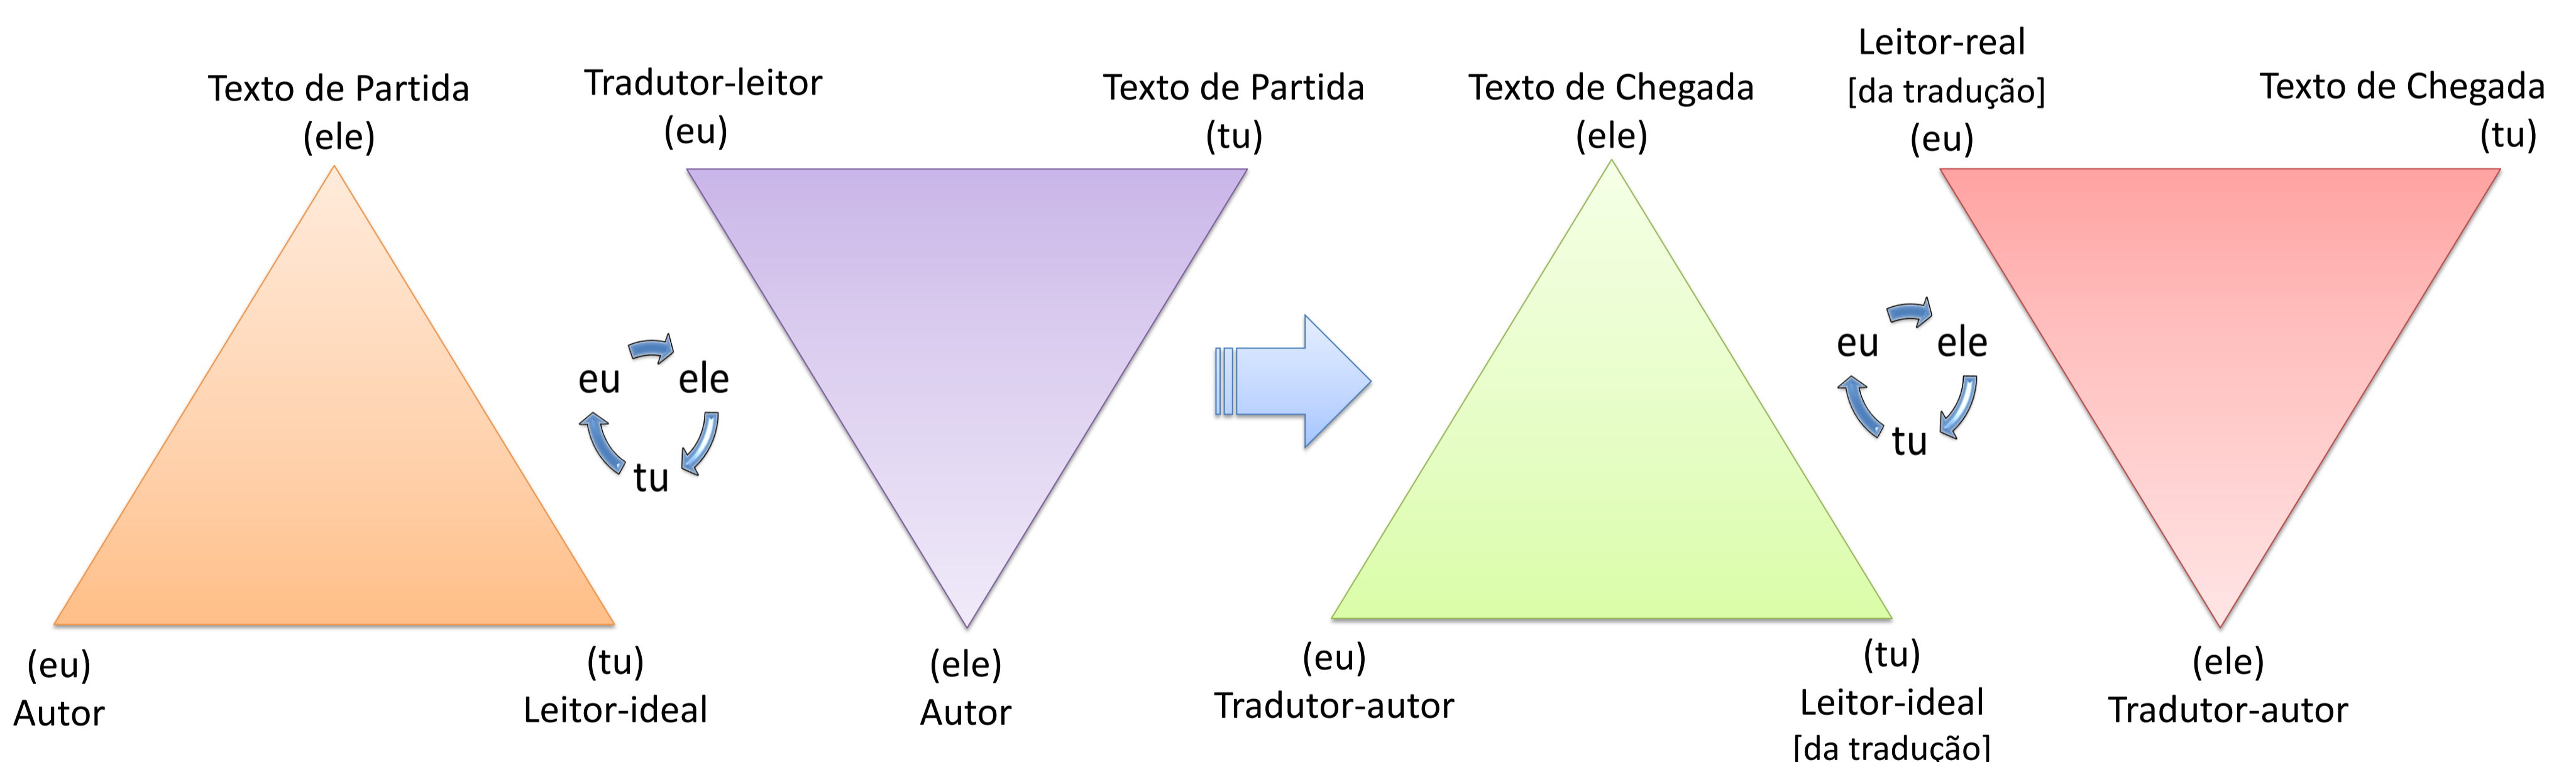 Texto de Partida
(ele)
(eu)
Autor
(tu)
Leitor-ideal
eu
ele
tu
Tradutor-leitor
(eu)
Texto de Partida
(tu)
(ele)
Autor
Texto de Chegada
(ele)
(eu)
Tradutor-autor
(tu)
Leitor-ideal
[da tradução]
eu
ele
tu
Leitor-real
[da tradução]
(eu)
Texto de Chegada
(tu)
(ele)
Tradutor-autor